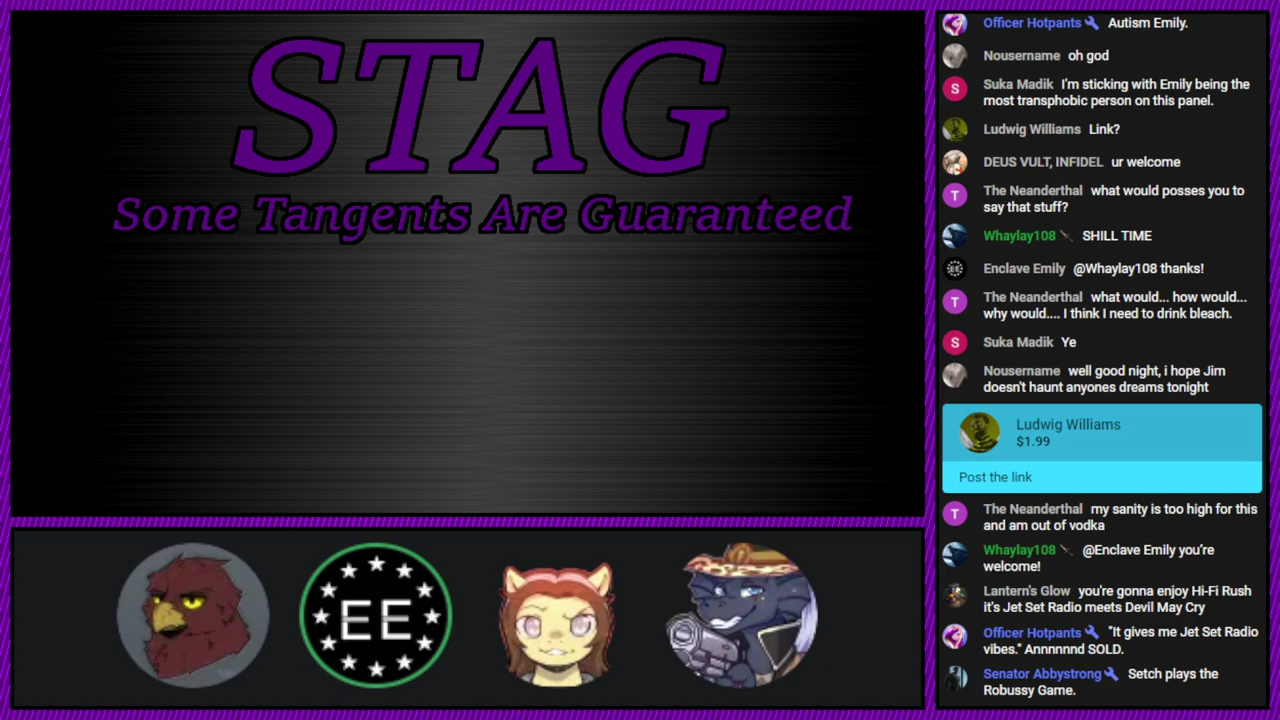 STAG
Some Tangents Are Guaranteed
EE
Officer Hotpants Autism Emily.
Nousername oh god
Suka Madik I'm sticking with Emily being the
most transphobic person on this panel.
Ludwig Williams Link?
DEUS VULT, INFIDEL ur welcome
The Neanderthal what would posses you to
say that stuff?
Whaylay108 SHILL TIME
EE
Enclave Emily @Whaylay108 thanks!
The Neanderthal what would... how would...
why would.... I think I need to drink bleach.
Suka Madik Ye
Nousername well good night, i hope Jim
doesn't haunt anyones dreams tonight
Ludwig Williams
$1.99
Post the link
The Neanderthal my sanity is too high for this
and am out of vodka
Whaylay108 @Enclave Emily you're
welcome!
Lantern's Glow you're gonna enjoy Hi-Fi Rush
it's Jet Set Radio meets Devil May Cry
Officer Hotpants "It gives me Jet Set Radio
vibes." Annnnnnd SOLD.
Senator Abbystrong Setch plays the
Robussy Game.
S
T
T
S
T